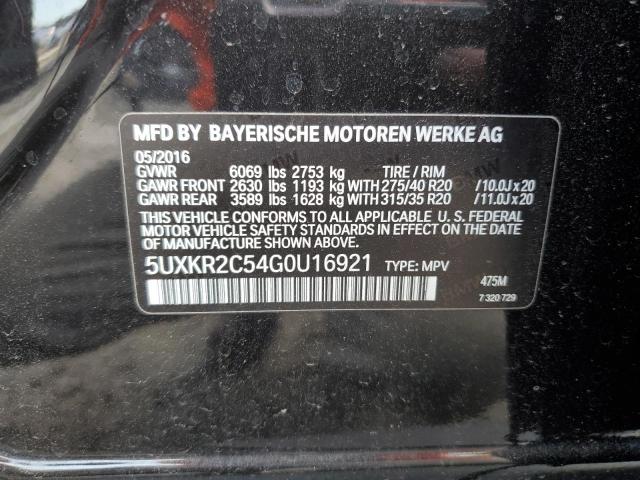 MFD BY BAYERISCHE MOTOREN WERKE AG
05/2016
GVWR 6069 lbs 2753 kg TIRE / RIM
GAWR FRONT 2630 lbs 1193 kg WITH 275/40 R20 /10.0J x 20
GAWR REAR 3589 lbs 1628 kg WITH 315/35 R20 /11.0J x 20
THIS VEHICLE CONFORMS TO ALL APPLICABLE U. S. FEDERAL
MOTOR VEHICLE SAFETY STANDARDS IN EFFECT ON THE
DATE OF MANUFACTURE SHOWN ABOVE.
5UXKR2C54G0U16921 TYPE: MPV
475M
7 320 729